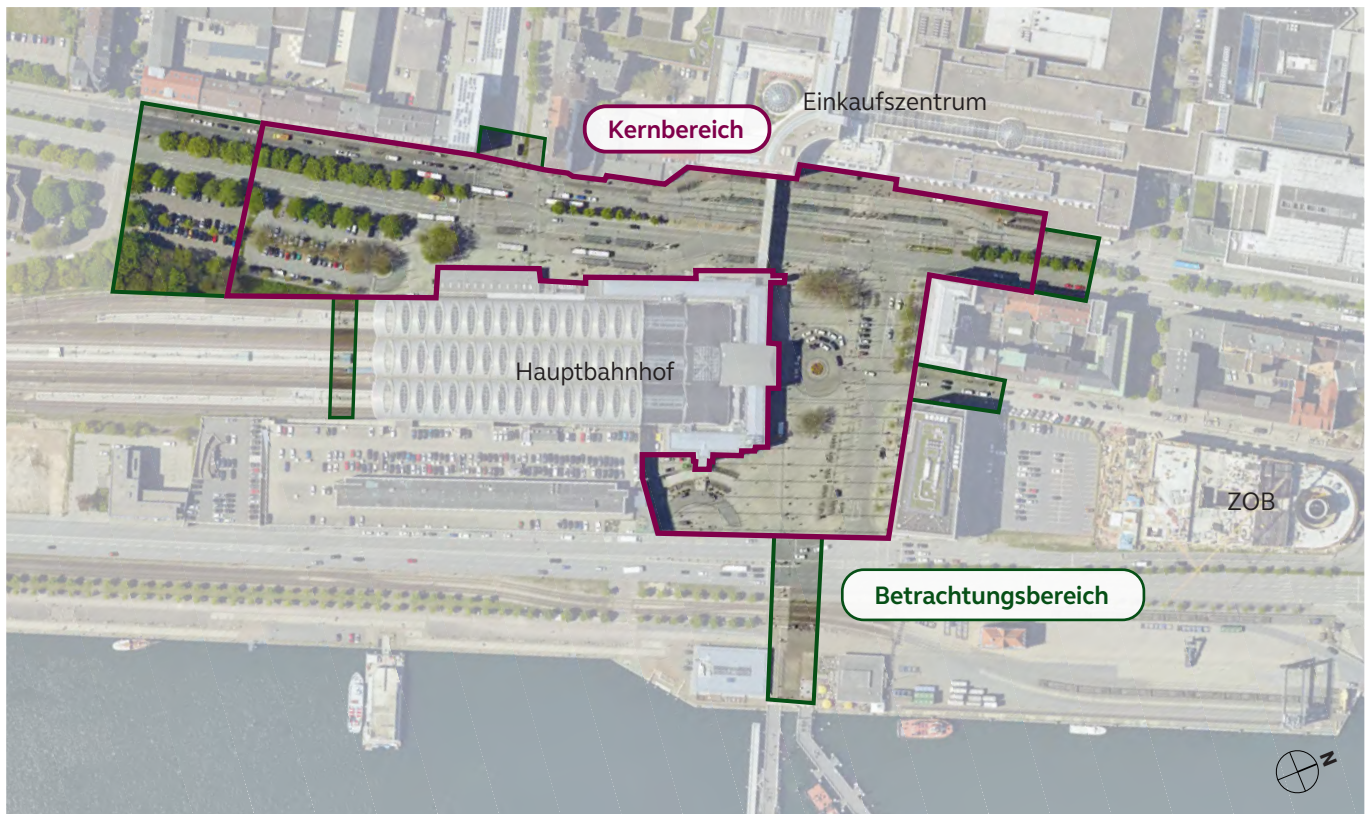 Einkaufszentrum
Kernbereich
Hauptbahnhof
ZOB
Betrachtungsbereich
N